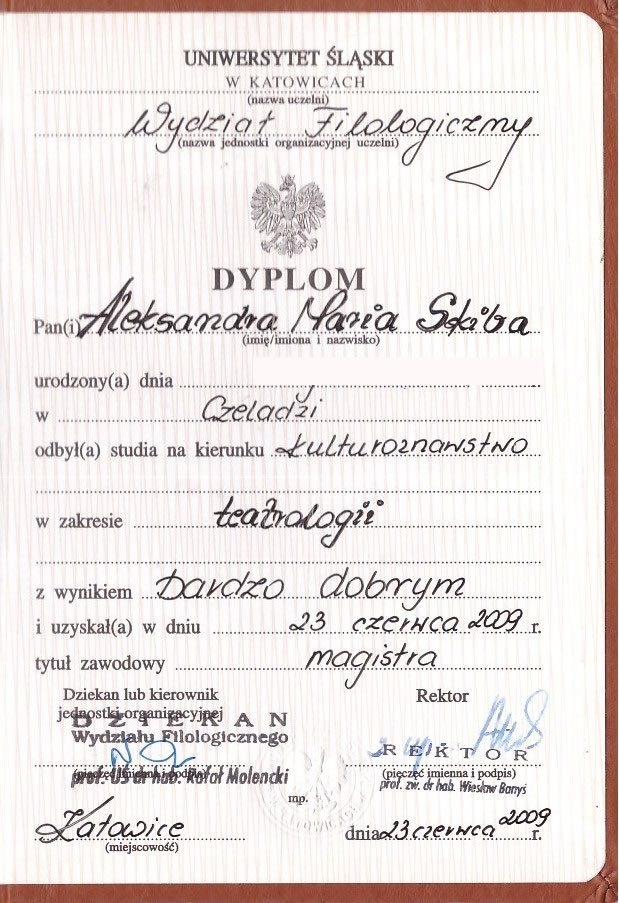 UNIWERSYTET ŚLĄSKI
W KATOWICACH
(nazwa uczelni)
Wydział Filologiczny
(nazwa jednostki organizacyjnej uczelni)
DYPLOM
Pan(i) Aleksandra Maria Skiba
(imię/imiona i nazwisko)
urodzony(a) dnia
w Czeladzi
odbył(a) studia na kierunku kulturoznawstwo
w zakresie teatrologii
z wynikiem bardzo dobrym
i uzyskał(a) w dniu 23 czerwca 2009 r.
tytuł zawodowy magistra
Dziekan lub kierownik
jednostki organizacyjnej
Rektor
DZIEKAN
Wydziału Filologicznego
REKTOR
(pieczęć imienna i podpis)
(pieczęć imienna i podpis)
prof. UŚ dr hab. Rafał Molencki
prof. zw. dr hab. Wiesław Banyś
mp.
Katowice
dnia 23 czerwca 2009 r.
(miejscowość)